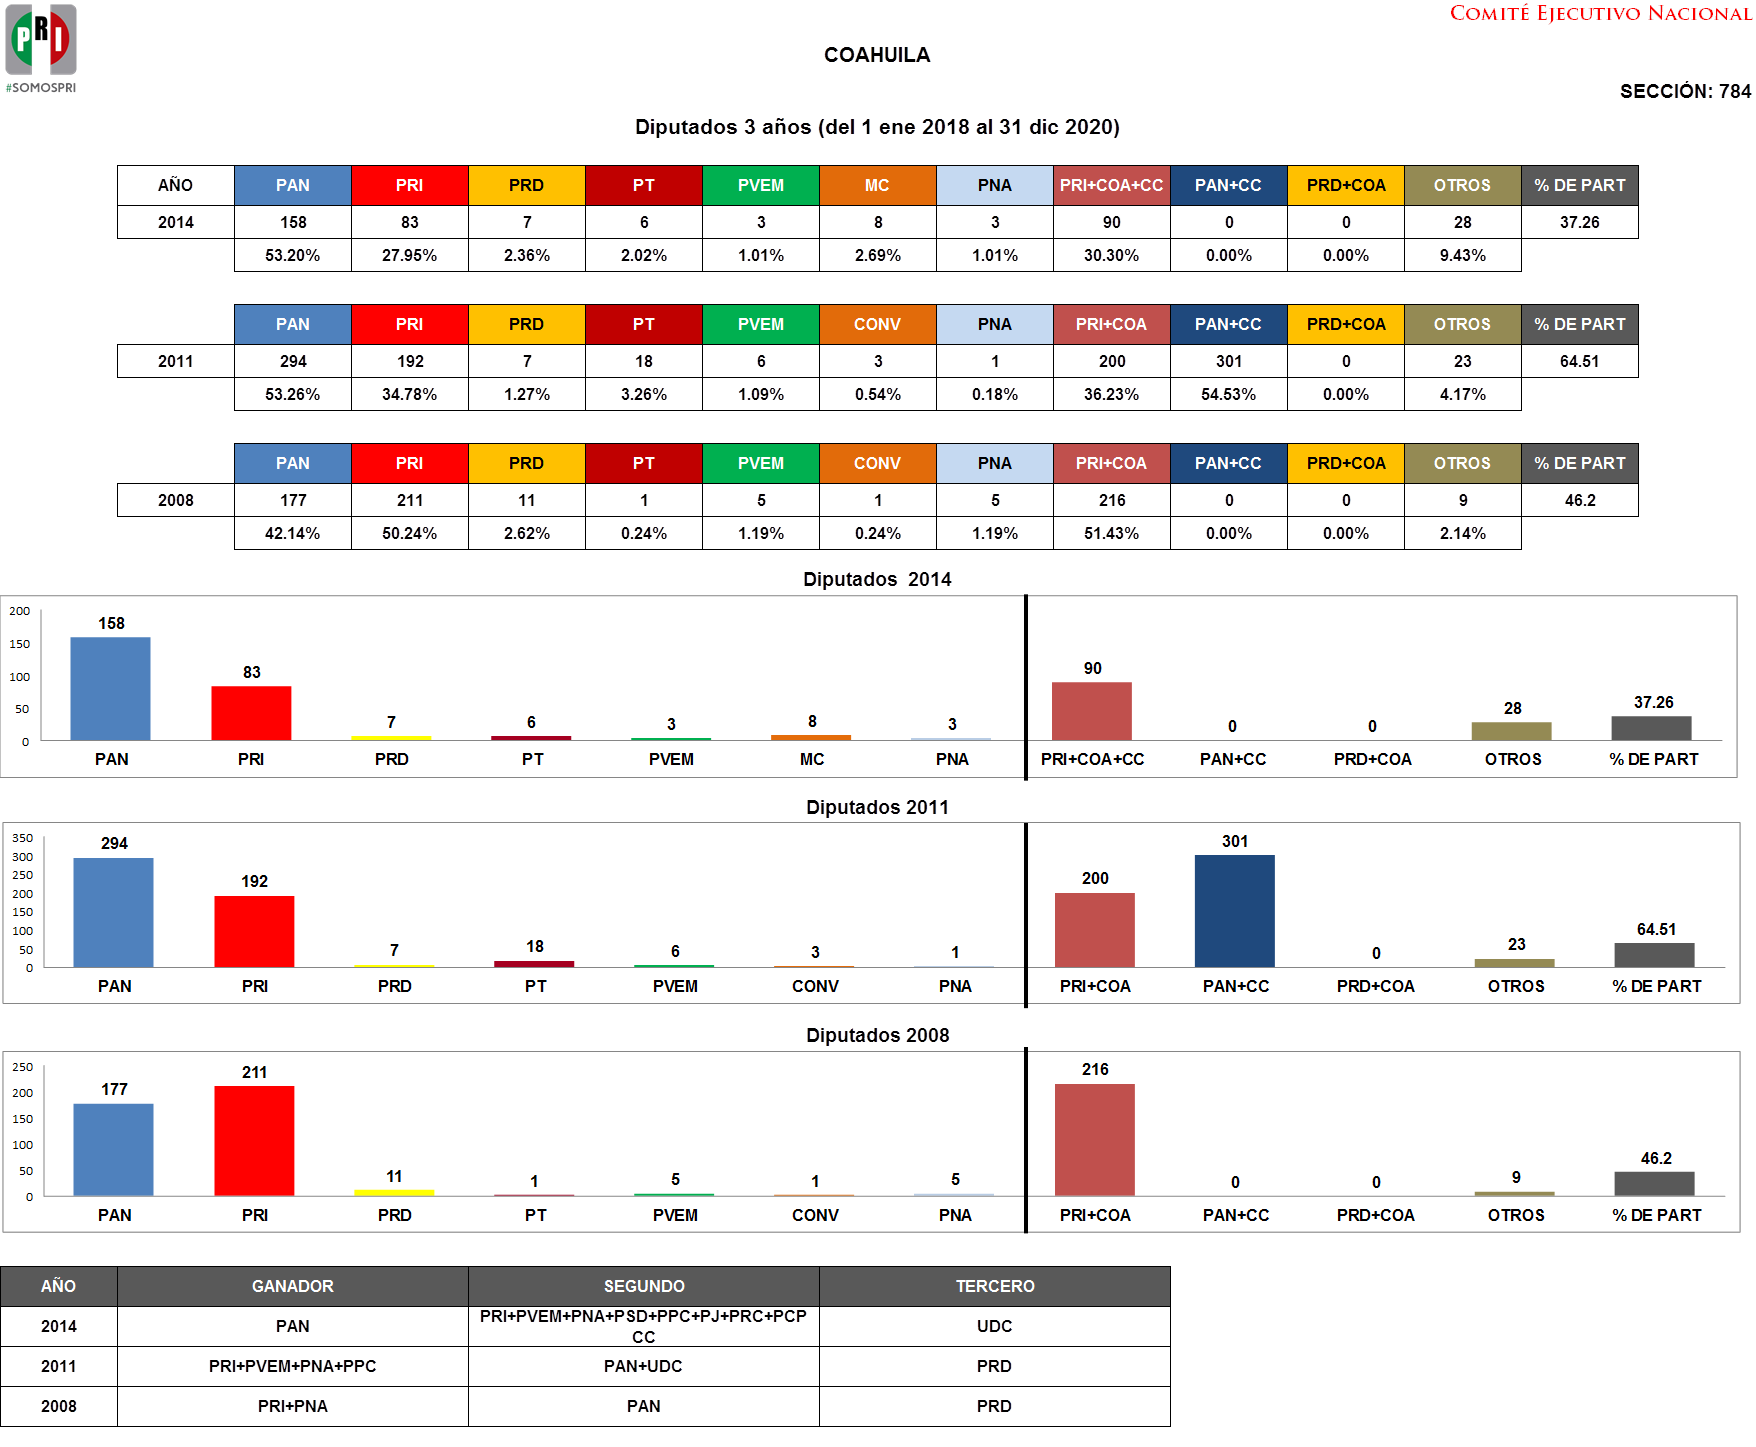 PRI
#SOMOSPRI
COMITÉ EJECUTIVO NACIONAL
COAHUILA
SECCIÓN: 784
Diputados 3 años (del 1 ene 2018 al 31 dic 2020)
AÑO PAN PRI PRD PT PVEM MC PNA PRI+COA+CC PAN+CC PRD+COA OTROS % DE PART
2014 158 83 7 6 3 8 3 90 0 0 28 37.26
53.20% 27.95% 2.36% 2.02% 1.01% 2.69% 1.01% 30.30% 0.00% 0.00% 9.43%
PAN PRI PRD PT PVEM CONV PNA PRI+COA PAN+CC PRD+COA OTROS % DE PART
2011 294 192 7 18 6 3 1 200 301 0 23 64.51
53.26% 34.78% 1.27% 3.26% 1.09% 0.54% 0.18% 36.23% 54.53% 0.00% 4.17%
PAN PRI PRD PT PVEM CONV PNA PRI+COA PAN+CC PRD+COA OTROS % DE PART
2008 177 211 11 1 5 1 5 216 0 0 9 46.2
42.14% 50.24% 2.62% 0.24% 1.19% 0.24% 1.19% 51.43% 0.00% 0.00% 2.14%
Diputados 2014
200
150
100
50
0
158 83 7 6 3 8 3 90 0 0 28 37.26
PAN PRI PRD PT PVEM MC PNA PRI+COA+CC PAN+CC PRD+COA OTROS % DE PART
Diputados 2011
350
300
250
200
150
100
50
0
294 192 7 18 6 3 1 200 301 0 23 64.51
PAN PRI PRD PT PVEM CONV PNA PRI+COA PAN+CC PRD+COA OTROS % DE PART
Diputados 2008
250
200
150
100
50
0
177 211 11 1 5 1 5 216 0 0 9 46.2
PAN PRI PRD PT PVEM CONV PNA PRI+COA PAN+CC PRD+COA OTROS % DE PART
AÑO GANADOR SEGUNDO TERCERO
2014 PAN PRI+PVEM+PNA+PSD+PPC+PJ+PRC+PCP CC UDC
2011 PRI+PVEM+PNA+PPC PAN+UDC PRD
2008 PRI+PNA PAN PRD